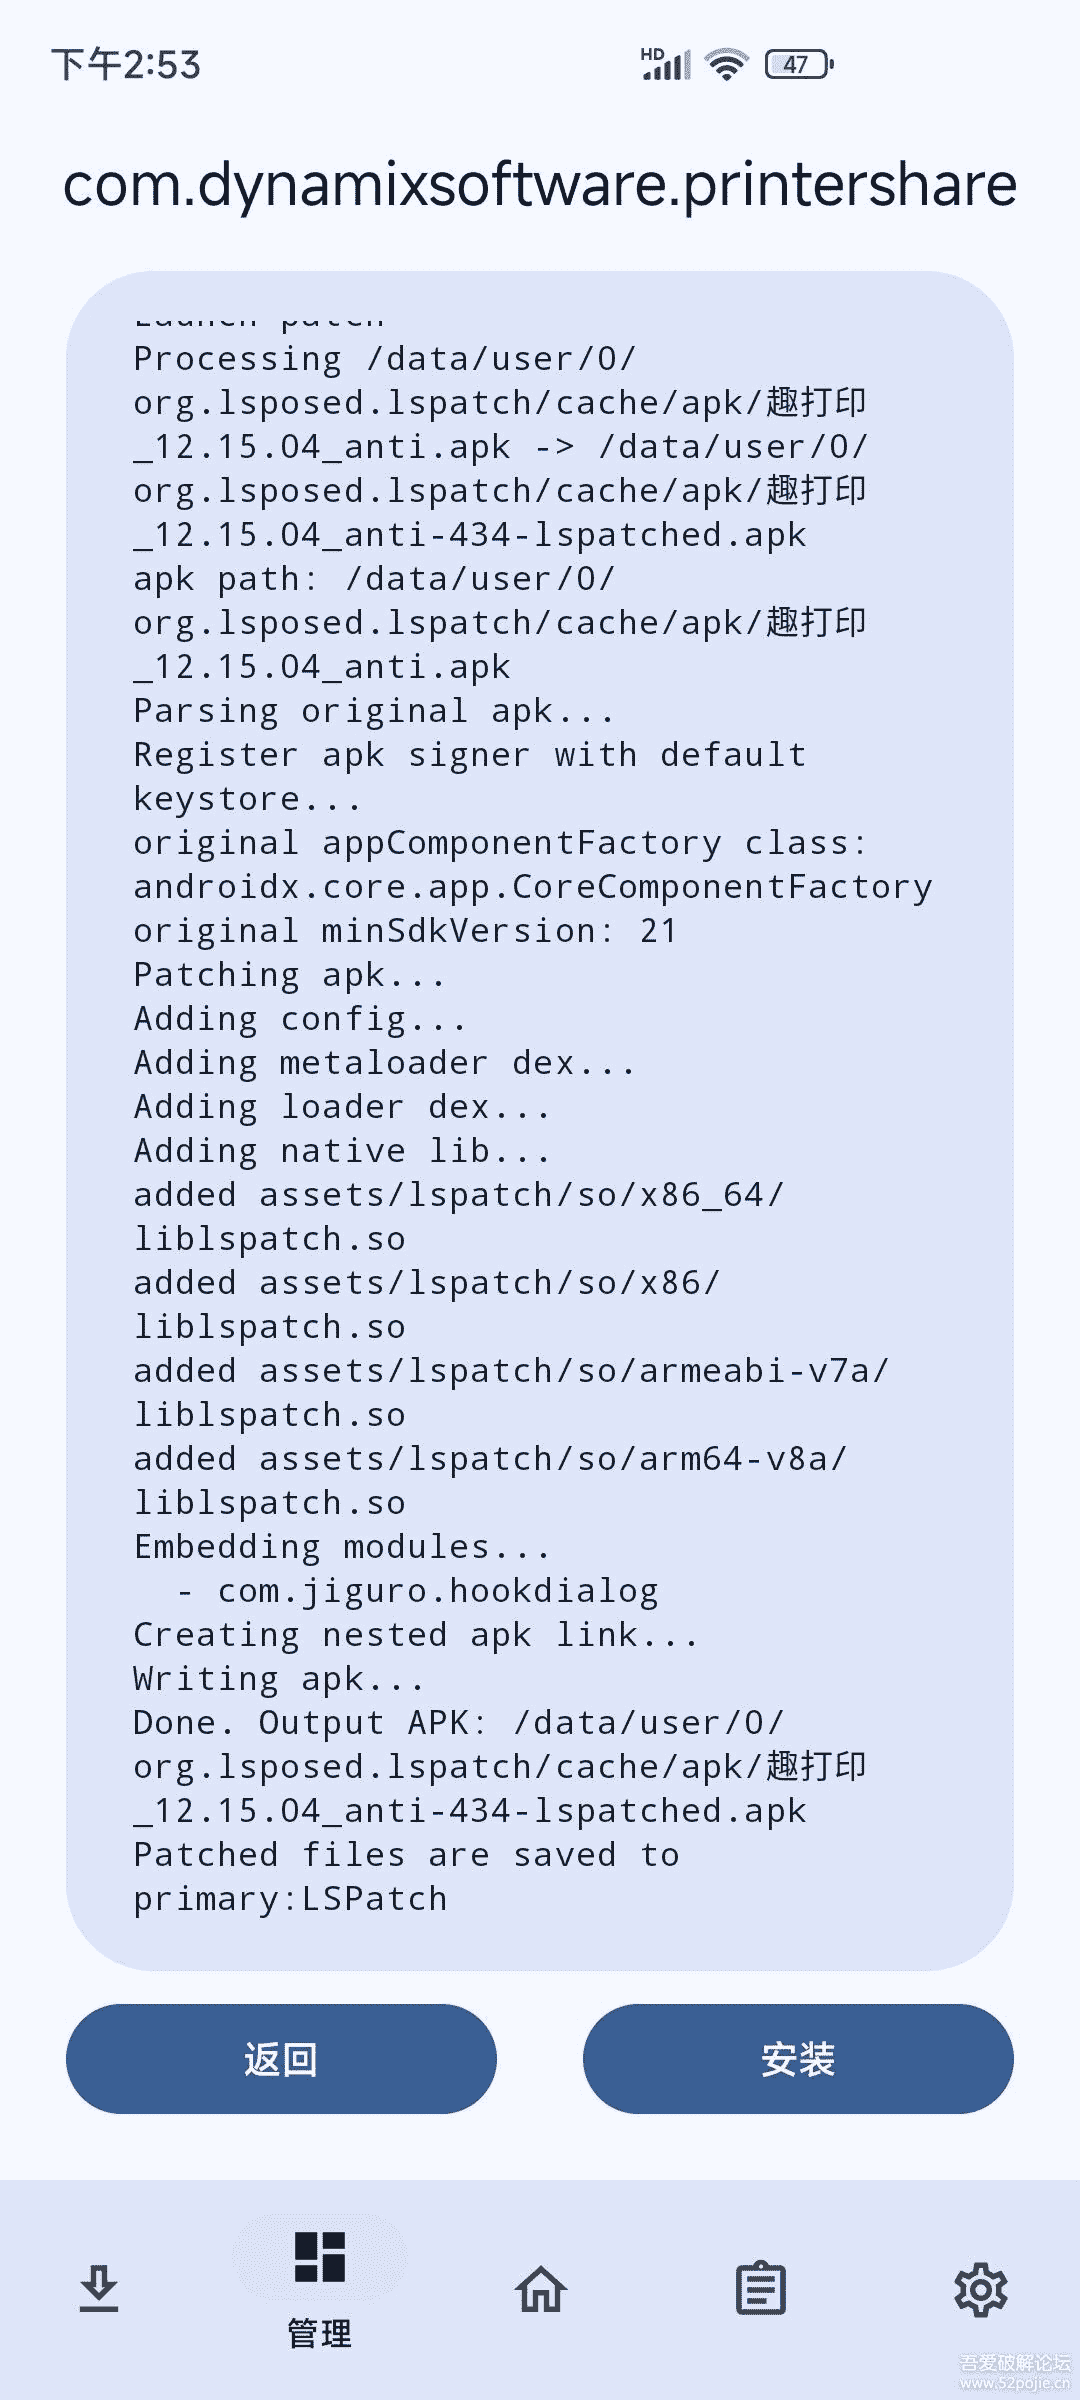 下午2:53
HD
47
com.dynamixsoftware.printershare
Launch patch
Processing /data/user/0/
org.lsposed.lspatch/cache/apk/趣打印
_12.15.04_anti.apk -> /data/user/0/
org.lsposed.lspatch/cache/apk/趣打印
_12.15.04_anti-434-lspatched.apk
apk path: /data/user/0/
org.lsposed.lspatch/cache/apk/趣打印
_12.15.04_anti.apk
Parsing original apk...
Register apk signer with default
keystore...
original appComponentFactory class:
androidx.core.app.CoreComponentFactory
original minSdkVersion: 21
Patching apk...
Adding config...
Adding metaloader dex...
Adding loader dex...
Adding native lib...
added assets/lspatch/so/x86_64/
liblspatch.so
added assets/lspatch/so/x86/
liblspatch.so
added assets/lspatch/so/armeabi-v7a/
liblspatch.so
added assets/lspatch/so/arm64-v8a/
liblspatch.so
Embedding modules...
  - com.jiguro.hookdialog
Creating nested apk link...
Writing apk...
Done. Output APK: /data/user/0/
org.lsposed.lspatch/cache/apk/趣打印
_12.15.04_anti-434-lspatched.apk
Patched files are saved to
primary:LSPatch
返回
安装
管理
吾爱破解论坛
www.52pojie.cn